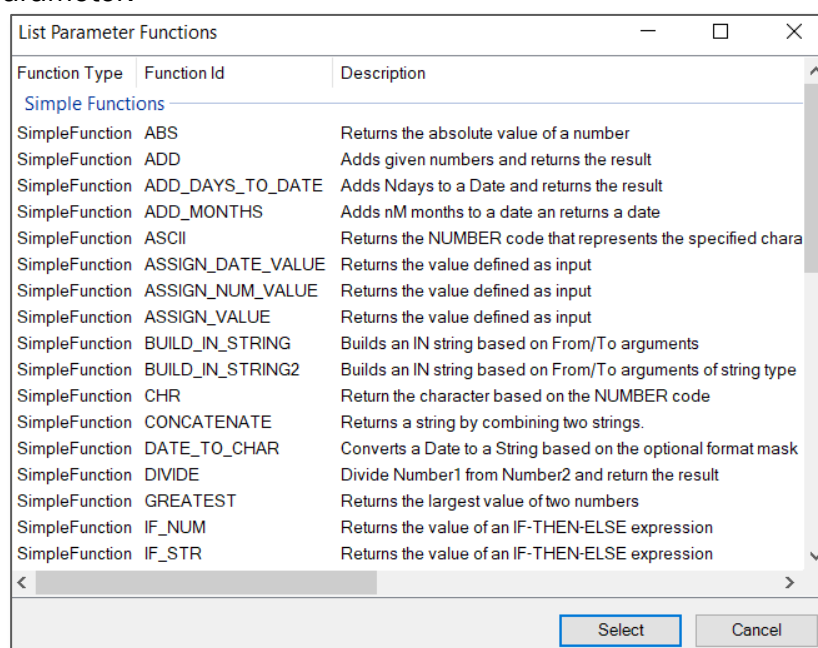 List Parameter Functions
Function Type Function Id Description
Simple Functions
SimpleFunction ABS Returns the absolute value of a number
SimpleFunction ADD Adds given numbers and returns the result
SimpleFunction ADD_DAYS_TO_DATE Adds Ndays to a Date and returns the result
SimpleFunction ADD_MONTHS Adds nM months to a date an returns a date
SimpleFunction ASCII Returns the NUMBER code that represents the specified chara
SimpleFunction ASSIGN_DATE_VALUE Returns the value defined as input
SimpleFunction ASSIGN_NUM_VALUE Returns the value defined as input
SimpleFunction ASSIGN_VALUE Returns the value defined as input
SimpleFunction BUILD_IN_STRING Builds an IN string based on From/To arguments
SimpleFunction BUILD_IN_STRING2 Builds an IN string based on From/To arguments of string type
SimpleFunction CHR Return the character based on the NUMBER code
SimpleFunction CONCATENATE Returns a string by combining two strings.
SimpleFunction DATE_TO_CHAR Converts a Date to a String based on the optional format mask
SimpleFunction DIVIDE Divide Number1 from Number2 and return the result
SimpleFunction GREATEST Returns the largest value of two numbers
SimpleFunction IF_NUM Returns the value of an IF-THEN-ELSE expression
SimpleFunction IF_STR Returns the value of an IF-THEN-ELSE expression
Select Cancel